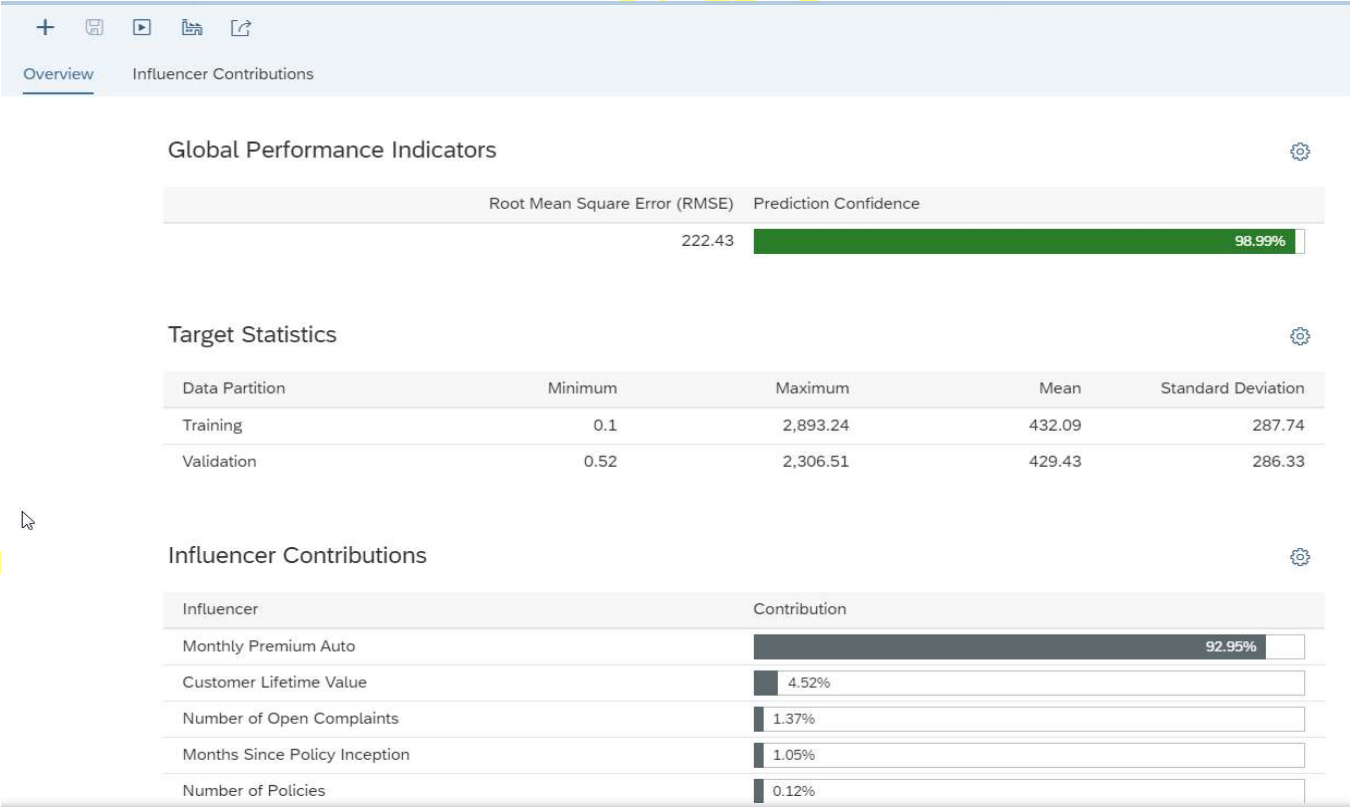 Overview Influencer Contributions
Global Performance Indicators
Root Mean Square Error (RMSE) Prediction Confidence
222.43 98.99%
Target Statistics
Data Partition Minimum Maximum Mean Standard Deviation
Training 0.1 2,893.24 432.09 287.74
Validation 0.52 2,306.51 429.43 286.33
Influencer Contributions
Influencer Contribution
Monthly Premium Auto 92.95%
Customer Lifetime Value 4.52%
Number of Open Complaints 1.37%
Months Since Policy Inception 1.05%
Number of Policies 0.12%